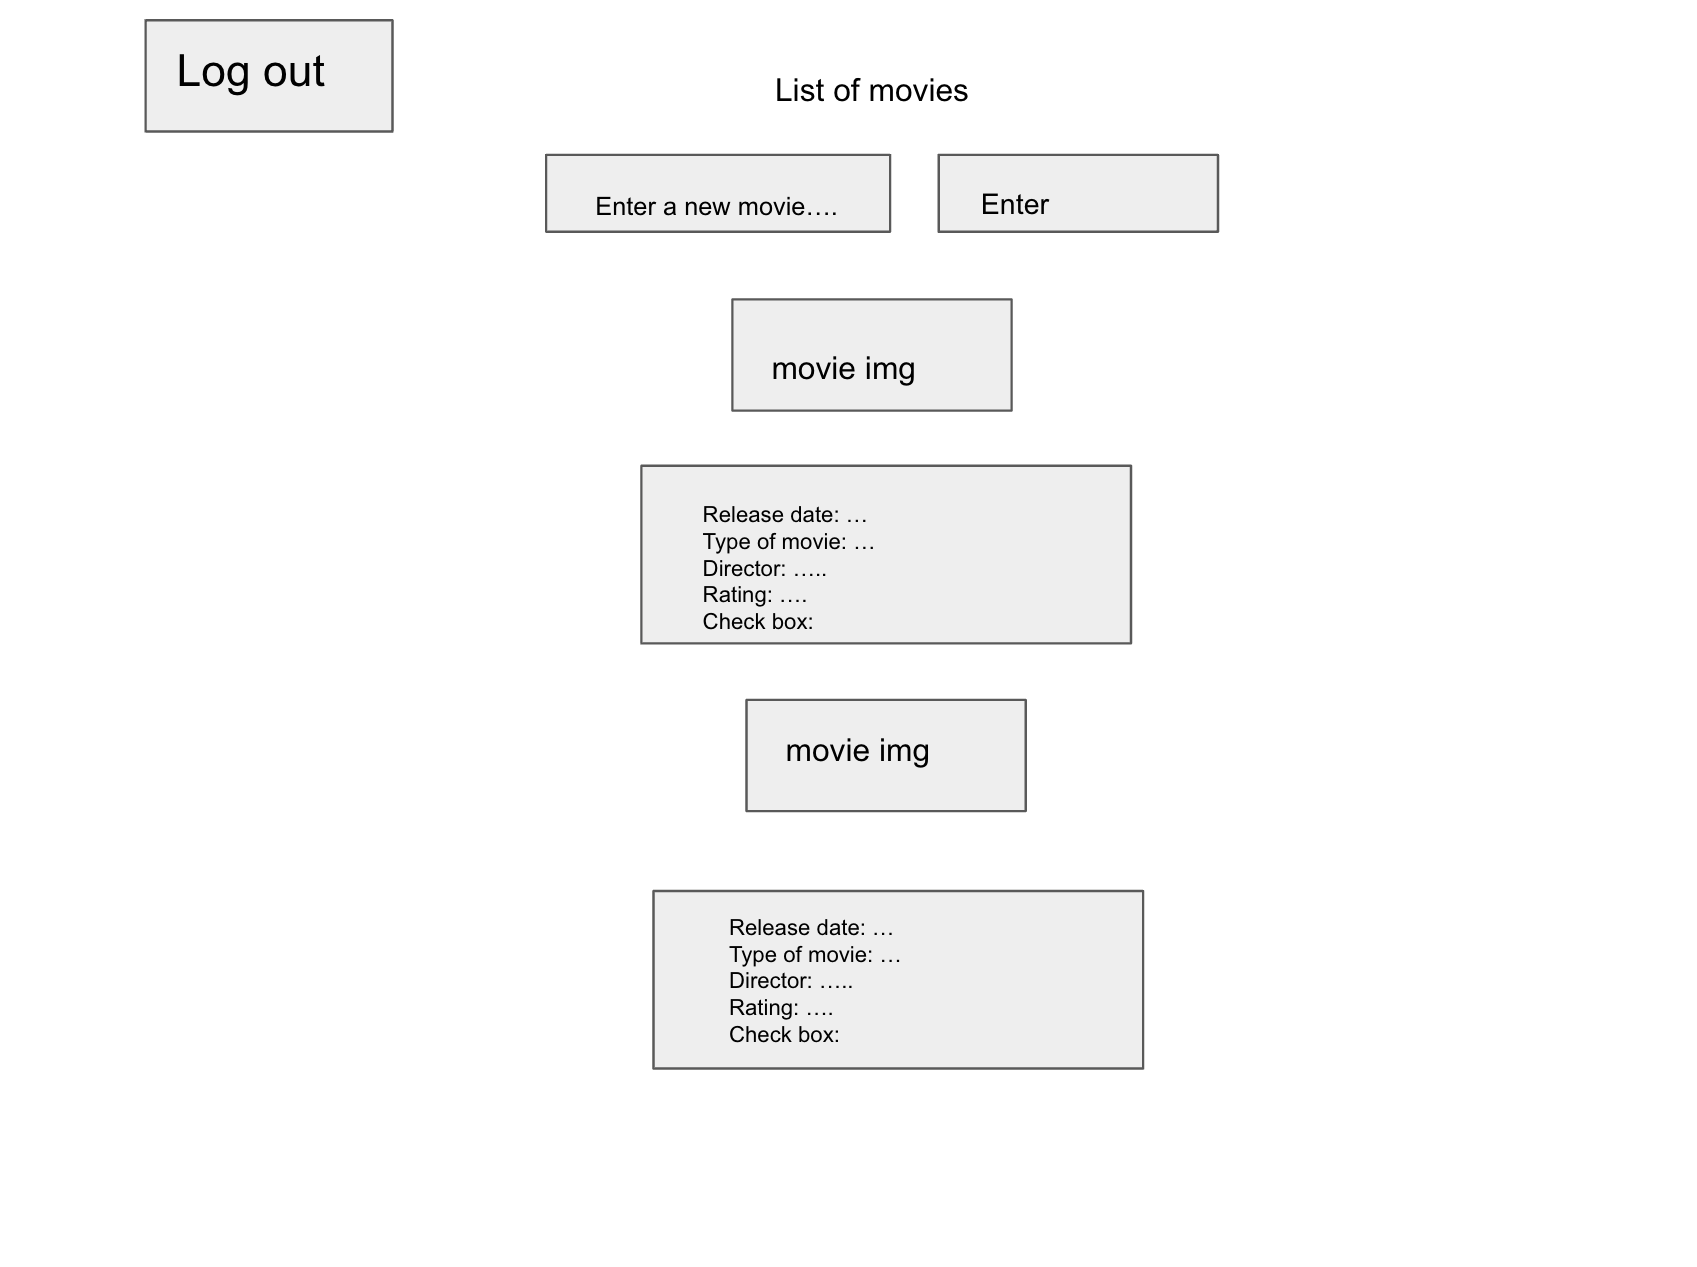 Log out
List of movies
Enter a new movie….
Enter
movie img
Release date: …
Type of movie: …
Director: …..
Rating: ….
Check box:
movie img
Release date: …
Type of movie: …
Director: …..
Rating: ….
Check box: